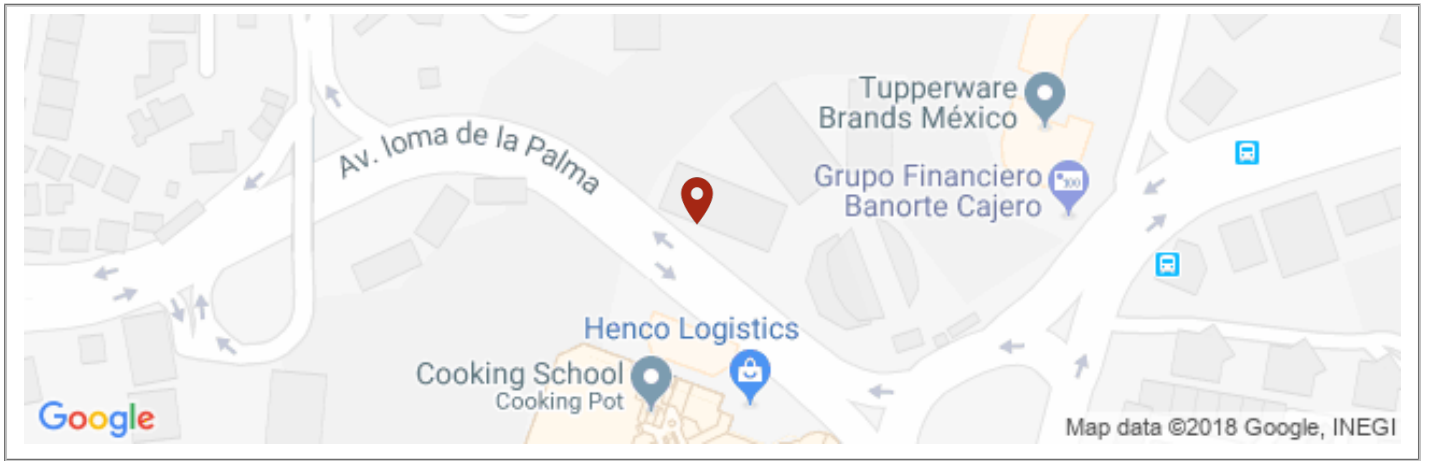 Tupperware
Brands México
Av. loma de la Palma
Grupo Financiero
Banorte Cajero
100
Henco Logistics
Cooking School
Cooking Pot
Google
Map data ©2018 Google, INEGI